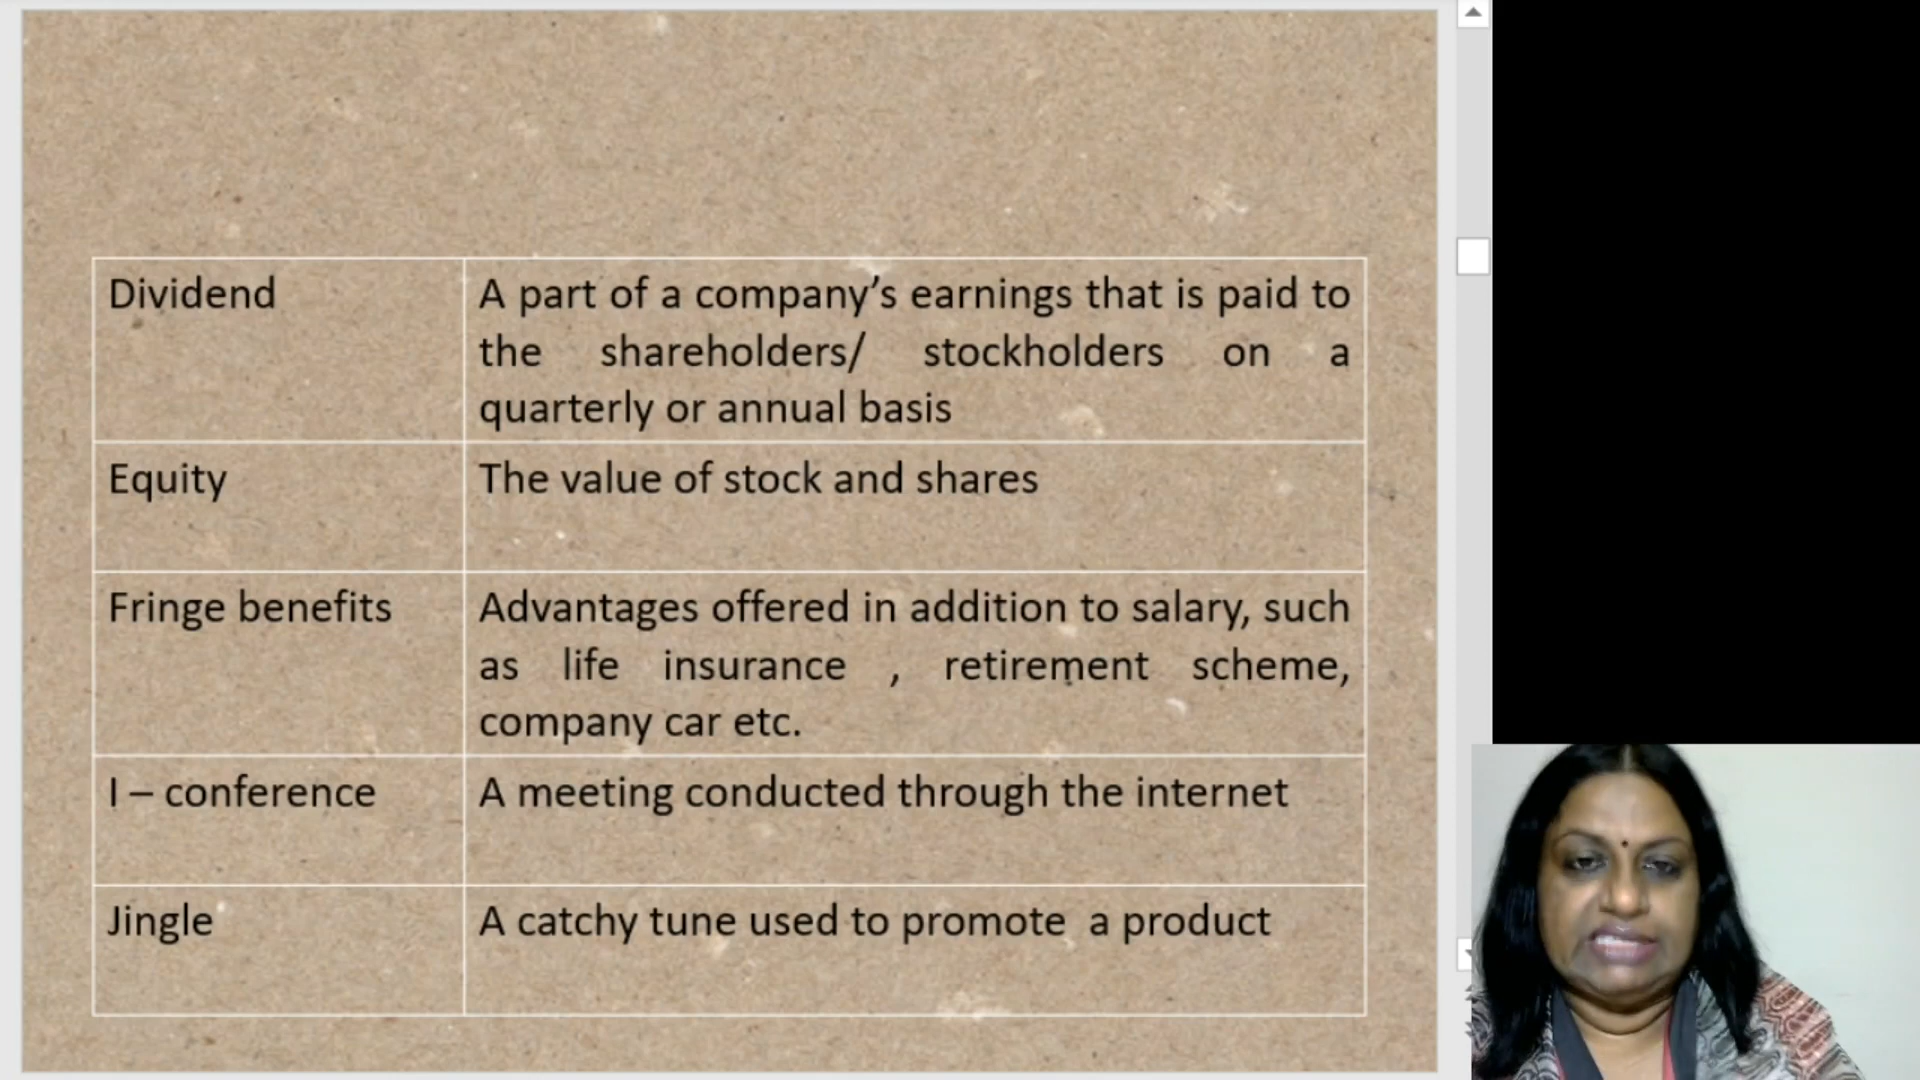 Dividend
A part of a company’s earnings that is paid to
the shareholders/ stockholders on a
quarterly or annual basis
Equity
The value of stock and shares
Fringe benefits
Advantages offered in addition to salary, such
as life insurance , retirement scheme,
company car etc.
I – conference
A meeting conducted through the internet
Jingle
A catchy tune used to promote a product